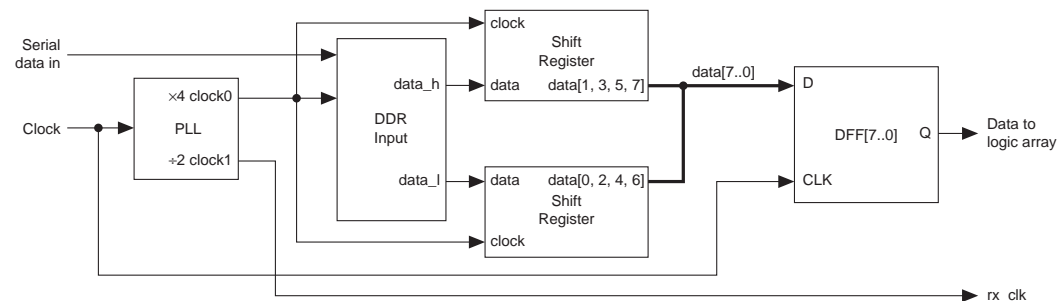 Serial
data in
Clock
×4 clock0
PLL
÷2 clock1
DDR
Input
data_h
data_l
clock
Shift
Register
data
data[1, 3, 5, 7]
data
data[0, 2, 4, 6]
Shift
Register
clock
data[7..0]
D
DFF[7..0]
Q
CLK
Data to
logic array
rx_clk